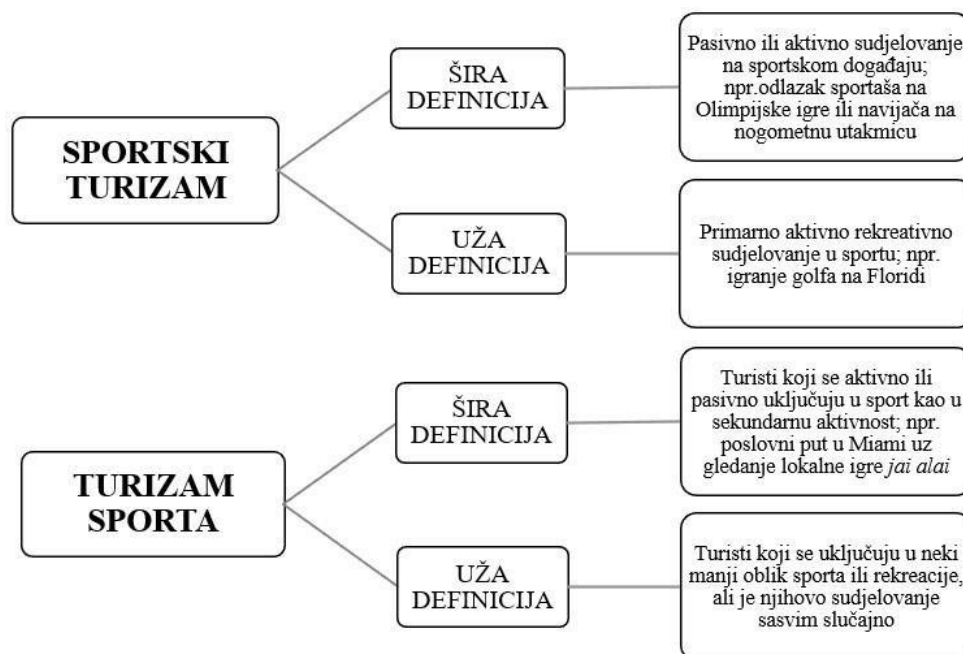 SPORTSKI
TURIZAM
ŠIRA
DEFINICIJA
Pasivno ili aktivno sudjelovanje
na sportskom događaju;
npr.odlazak sportaša na
Olimpijske igre ili navijača na
nogometnu utakmicu
UŽA
DEFINICIJA
Primarno aktivno rekreativno
sudjelovanje u sportu; npr.
igranje golfa na Floridi
TURIZAM
SPORTA
ŠIRA
DEFINICIJA
Turisti koji se aktivno ili
pasivno uključuju u sport kao u
sekundarnu aktivnost; npr.
poslovni put u Miami uz
gledanje lokalne igre jai alai
UŽA
DEFINICIJA
Turisti koji se uključuju u neki
manji oblik sporta ili rekreacije,
ali je njihovo sudjelovanje
sasvim slučajno